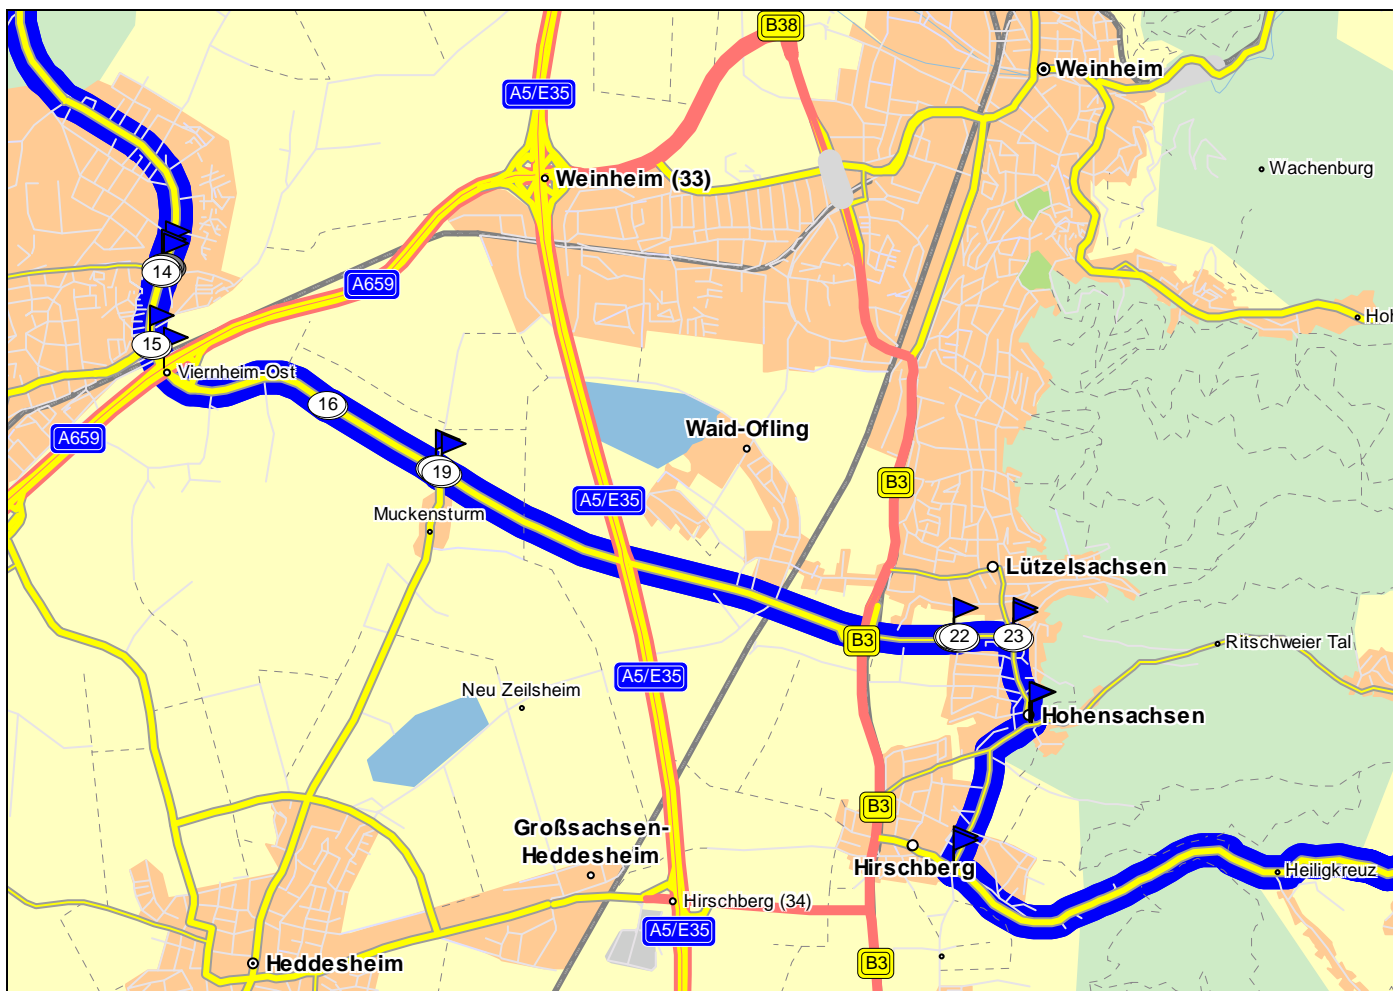 B38
Weinheim
A5/E35
Wachenburg
Weinheim (33)
14
A659
Hoh
15
Viernheim-Ost
16
Waid-Ofling
A659
19
B3
A5/E35
Muckensturm
Lützelsachsen
B3
22
23
Ritschweier Tal
A5/E35
Neu Zeilsheim
Hohensachsen
B3
Großsachsen-
Heddesheim
Hirschberg
Heiligkreuz
Hirschberg (34)
A5/E35
Heddesheim
B3